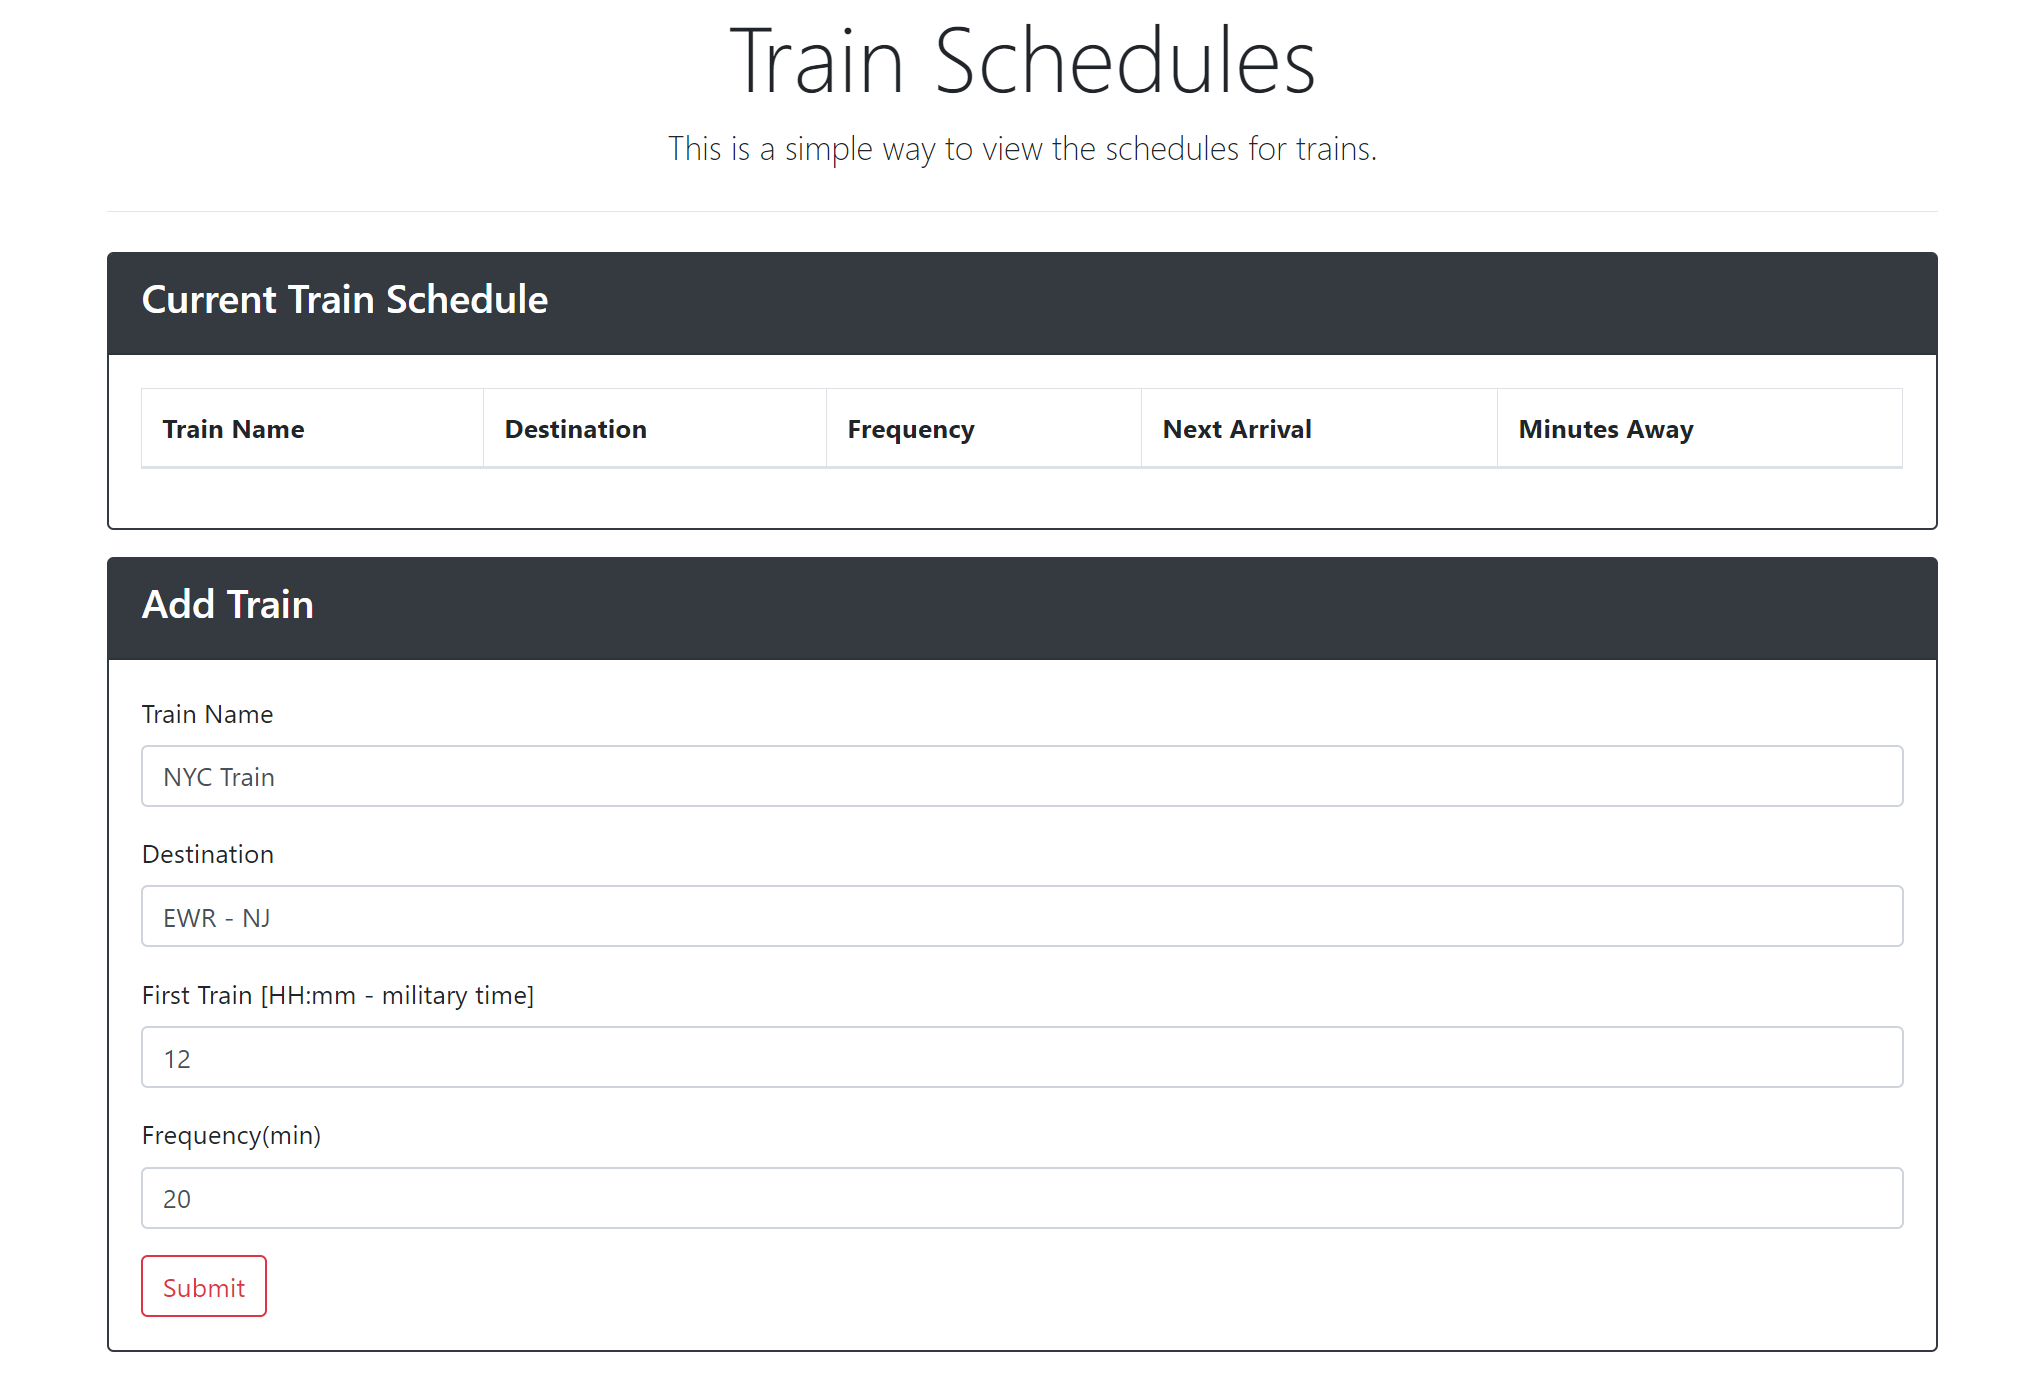 Train Schedules
This is a simple way to view the schedules for trains.
Current Train Schedule
Train Name Destination Frequency Next Arrival Minutes Away
Add Train
Train Name
NYC Train
Destination
EWR - NJ
First Train [HH:mm - military time]
12
Frequency(min)
20
Submit